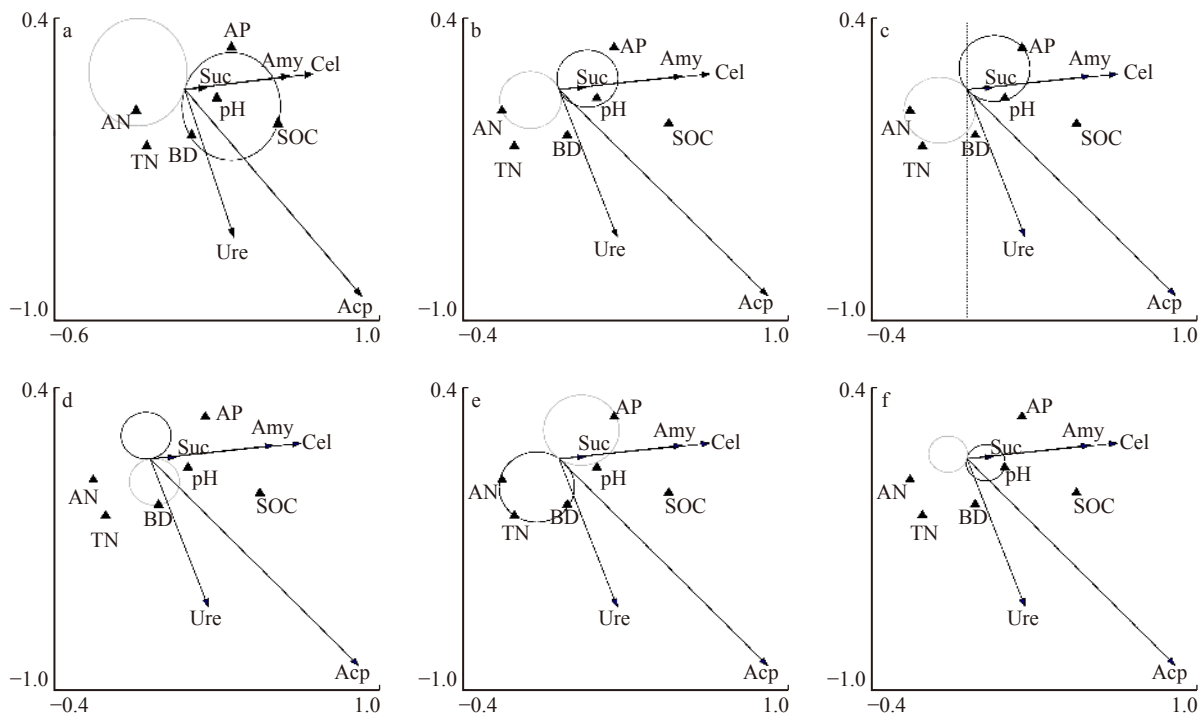 0.4
a
AP
Amy
Cel
Suc
pH
AN
SOC
TN
BD
Ure
Acp
−1.0
−0.6
1.0
0.4
b
AP
Amy
Cel
Suc
pH
AN
SOC
TN
BD
Ure
Acp
−1.0
−0.4
1.0
0.4
c
AP
Amy
Cel
Suc
pH
AN
SOC
TN
BD
Ure
Acp
−1.0
−0.4
1.0
0.4
d
AP
Amy
Cel
Suc
pH
AN
SOC
TN
BD
Ure
Acp
−1.0
−0.4
1.0
0.4
e
AP
Amy
Cel
Suc
pH
AN
SOC
TN
BD
Ure
Acp
−1.0
−0.4
1.0
0.4
f
AP
Amy
Cel
Suc
pH
AN
SOC
TN
BD
Ure
Acp
−1.0
−0.4
1.0